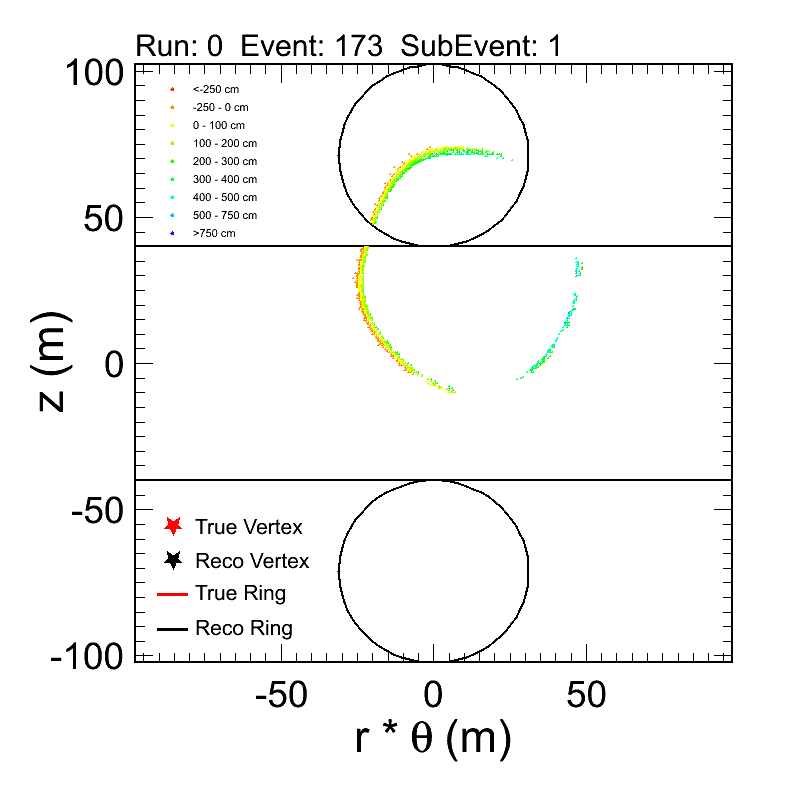 Run: 0  Event: 173  SubEvent: 1
100
<-250 cm
-250 - 0 cm
0 - 100 cm
100 - 200 cm
200 - 300 cm
300 - 400 cm
400 - 500 cm
500 - 750 cm
>750 cm
50
0
z (m)
-50
True Vertex
Reco Vertex
True Ring
Reco Ring
-100
-50 0 50
r * θ (m)